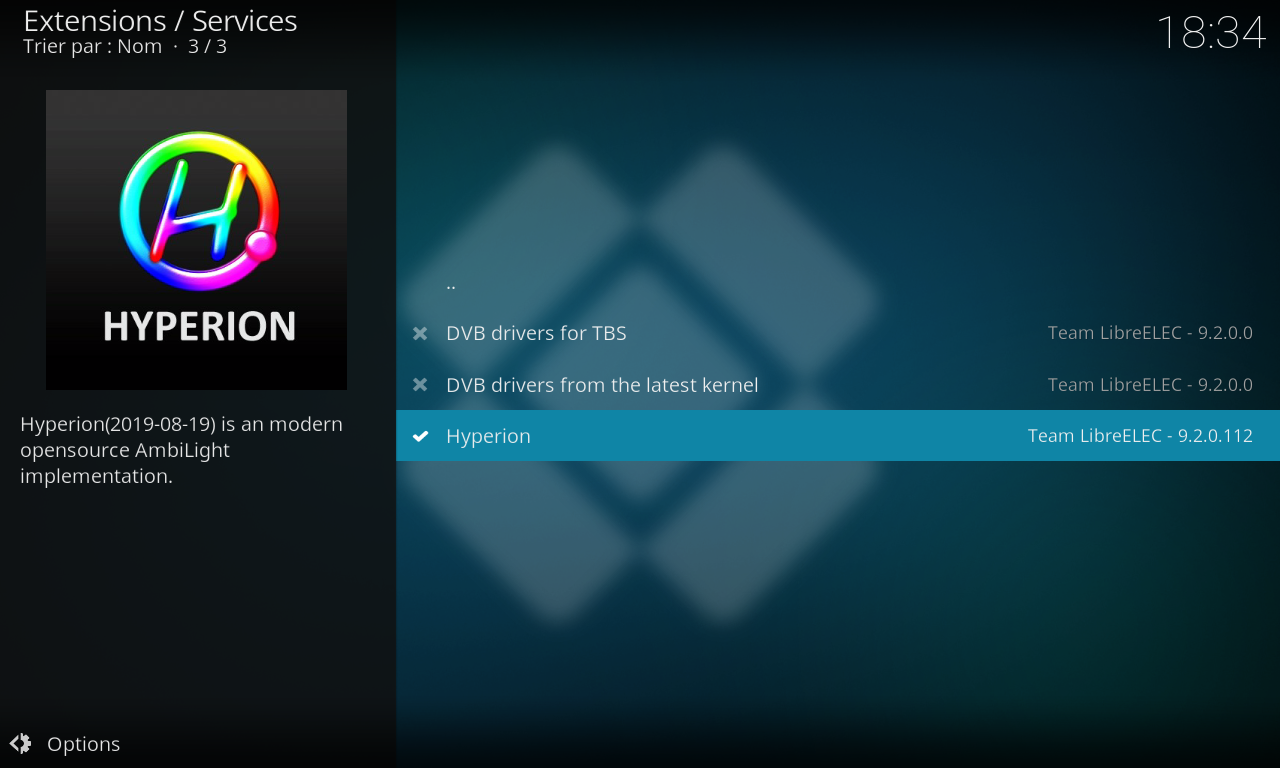 Extensions / Services
Trier par : Nom · 3 / 3
18:34
H
HYPERION
Hyperion(2019-08-19) is an modern
opensource AmbiLight
implementation.
..
DVB drivers for TBS Team LibreELEC - 9.2.0.0
DVB drivers from the latest kernel Team LibreELEC - 9.2.0.0
Hyperion Team LibreELEC - 9.2.0.112
Options